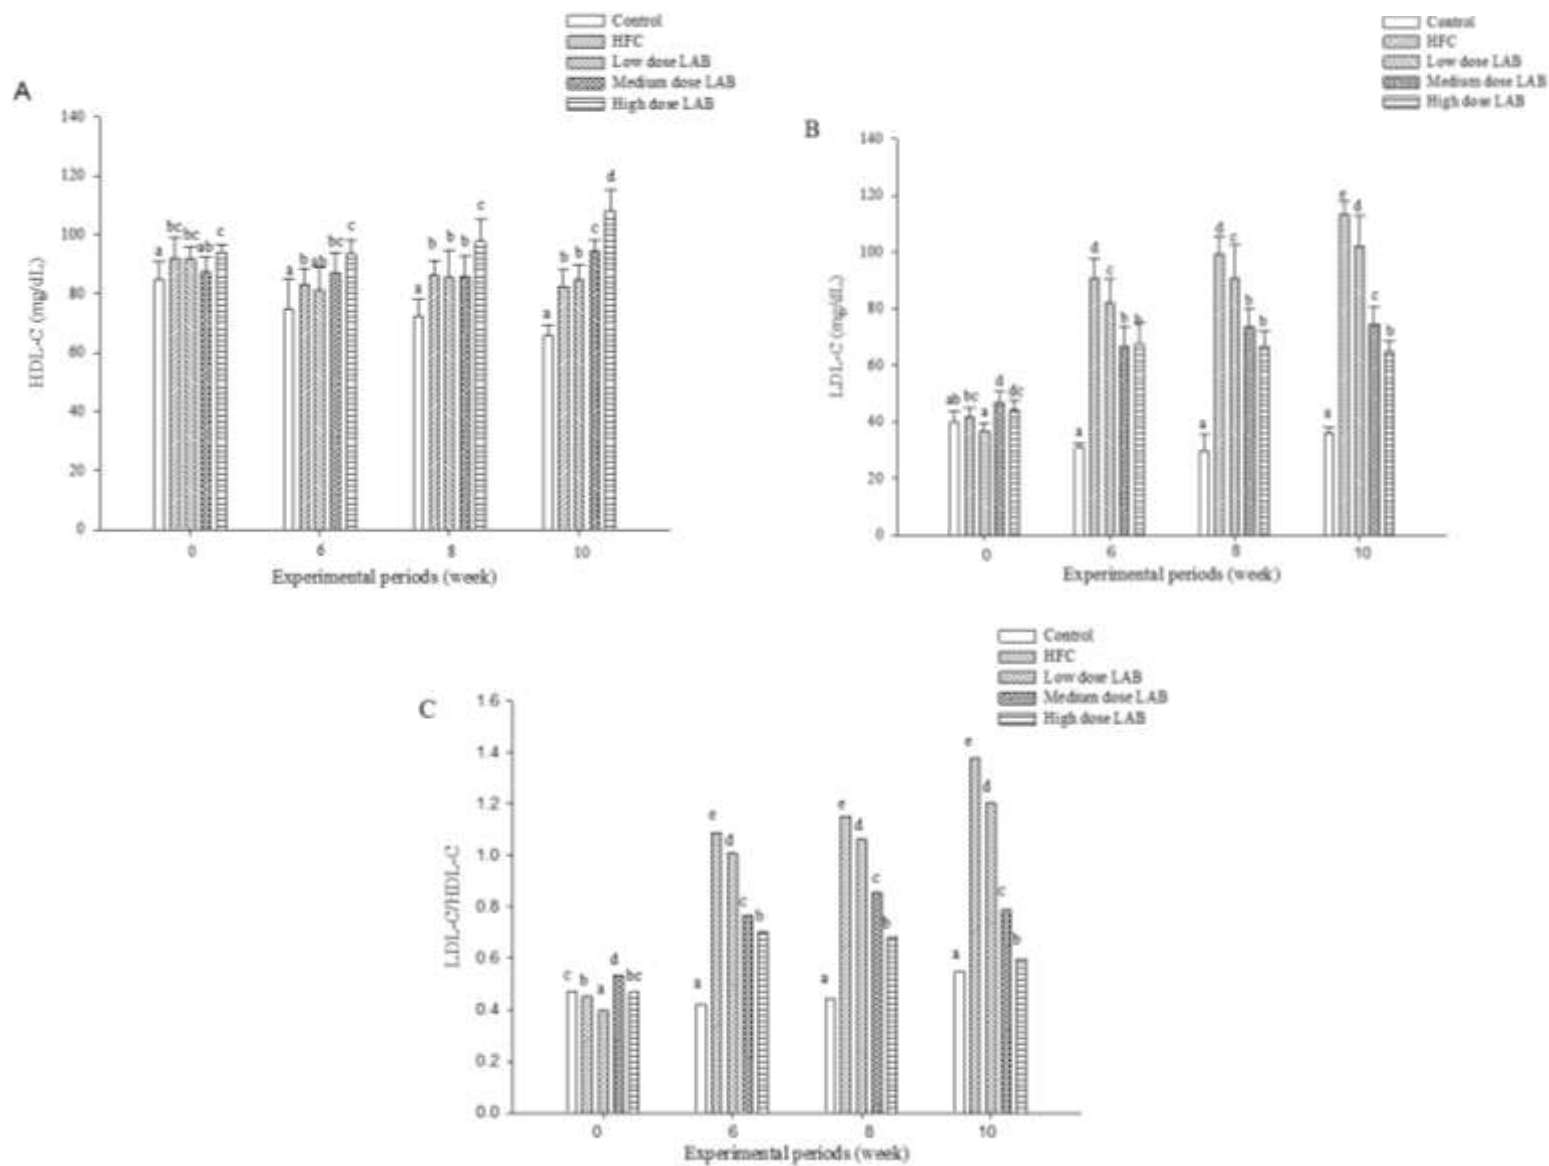 A
Control
HFC
Low dose LAB
Medium dose LAB
High dose LAB
HDL-C (mg/dL)
140
120
100
80
60
40
20
0
a bc bc ab c
a b ab bc c
a b b b c
a b b c d
0 6 8 10
Experimental periods (week)
B
Control
HFC
Low dose LAB
Medium dose LAB
High dose LAB
LDL-C (mg/dL)
140
120
100
80
60
40
20
0
ab bc a d dc
a d c b b
a d c b b
a e d c b
0 6 8 10
Experimental periods (week)
C
Control
HFC
Low dose LAB
Medium dose LAB
High dose LAB
LDL-C/HDL-C
1.6
1.4
1.2
1.0
0.8
0.6
0.4
0.2
0.0
c b a d bc
a e d c b
a e d c b
a e d c b
0 6 8 10
Experimental periods (week)